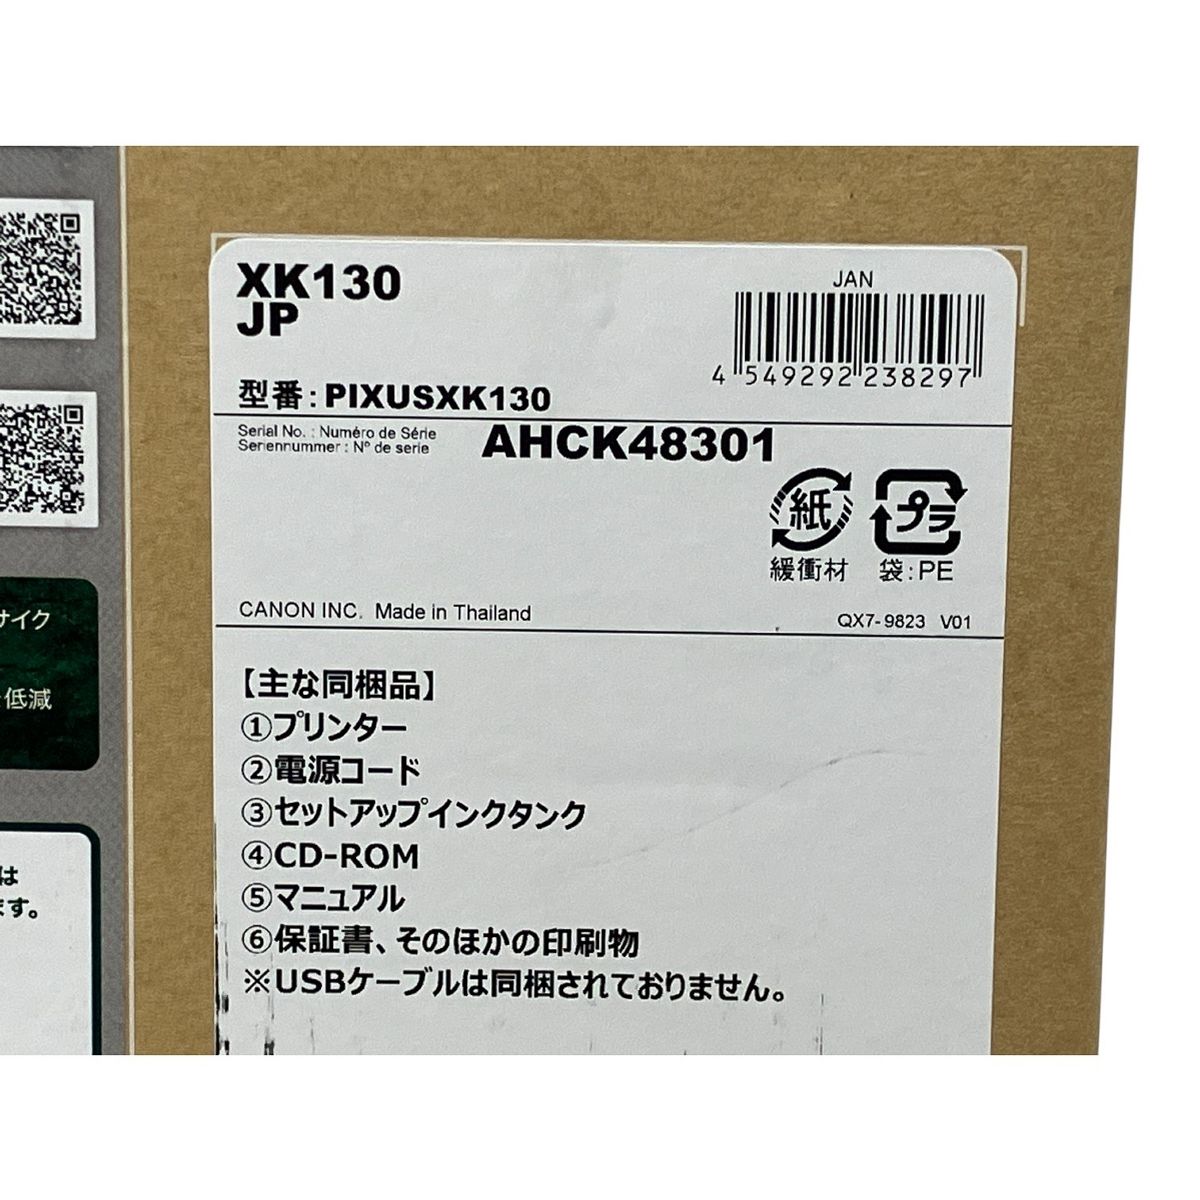 XK130
JP
JAN
4 549292 238297
型番:PIXUSXK130
Serial No. : Numéro de Série
Seriennummer : Nº de serie
AHCK48301
紙
プラ
緩衝材
袋:PE
CANON INC. Made in Thailand
QX7-9823 V01
【主な同梱品】
①プリンター
②電源コード
③セットアップインクタンク
④CD-ROM
⑤マニュアル
⑥保証書、そのほかの印刷物
※USBケーブルは同梱されておりません。
サイク
低減
は
ます。